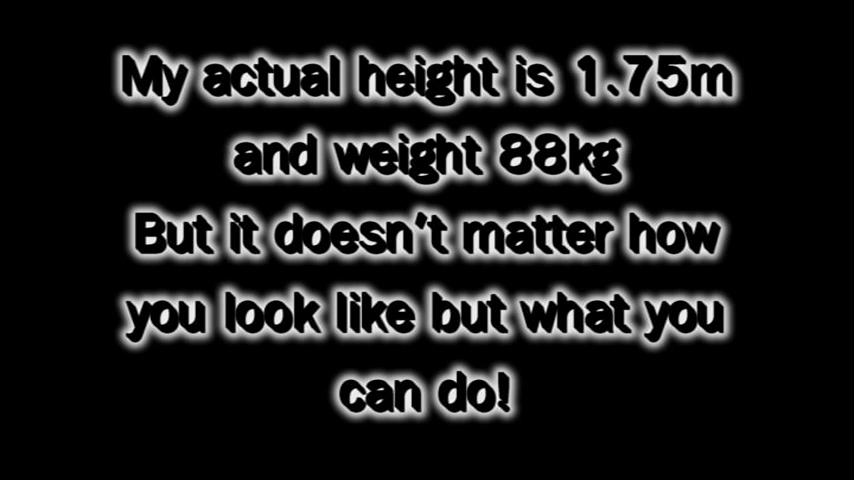 My actual height is 1.75m
and weight 88kg
But it doesn't matter how
you look like but what you
can do!